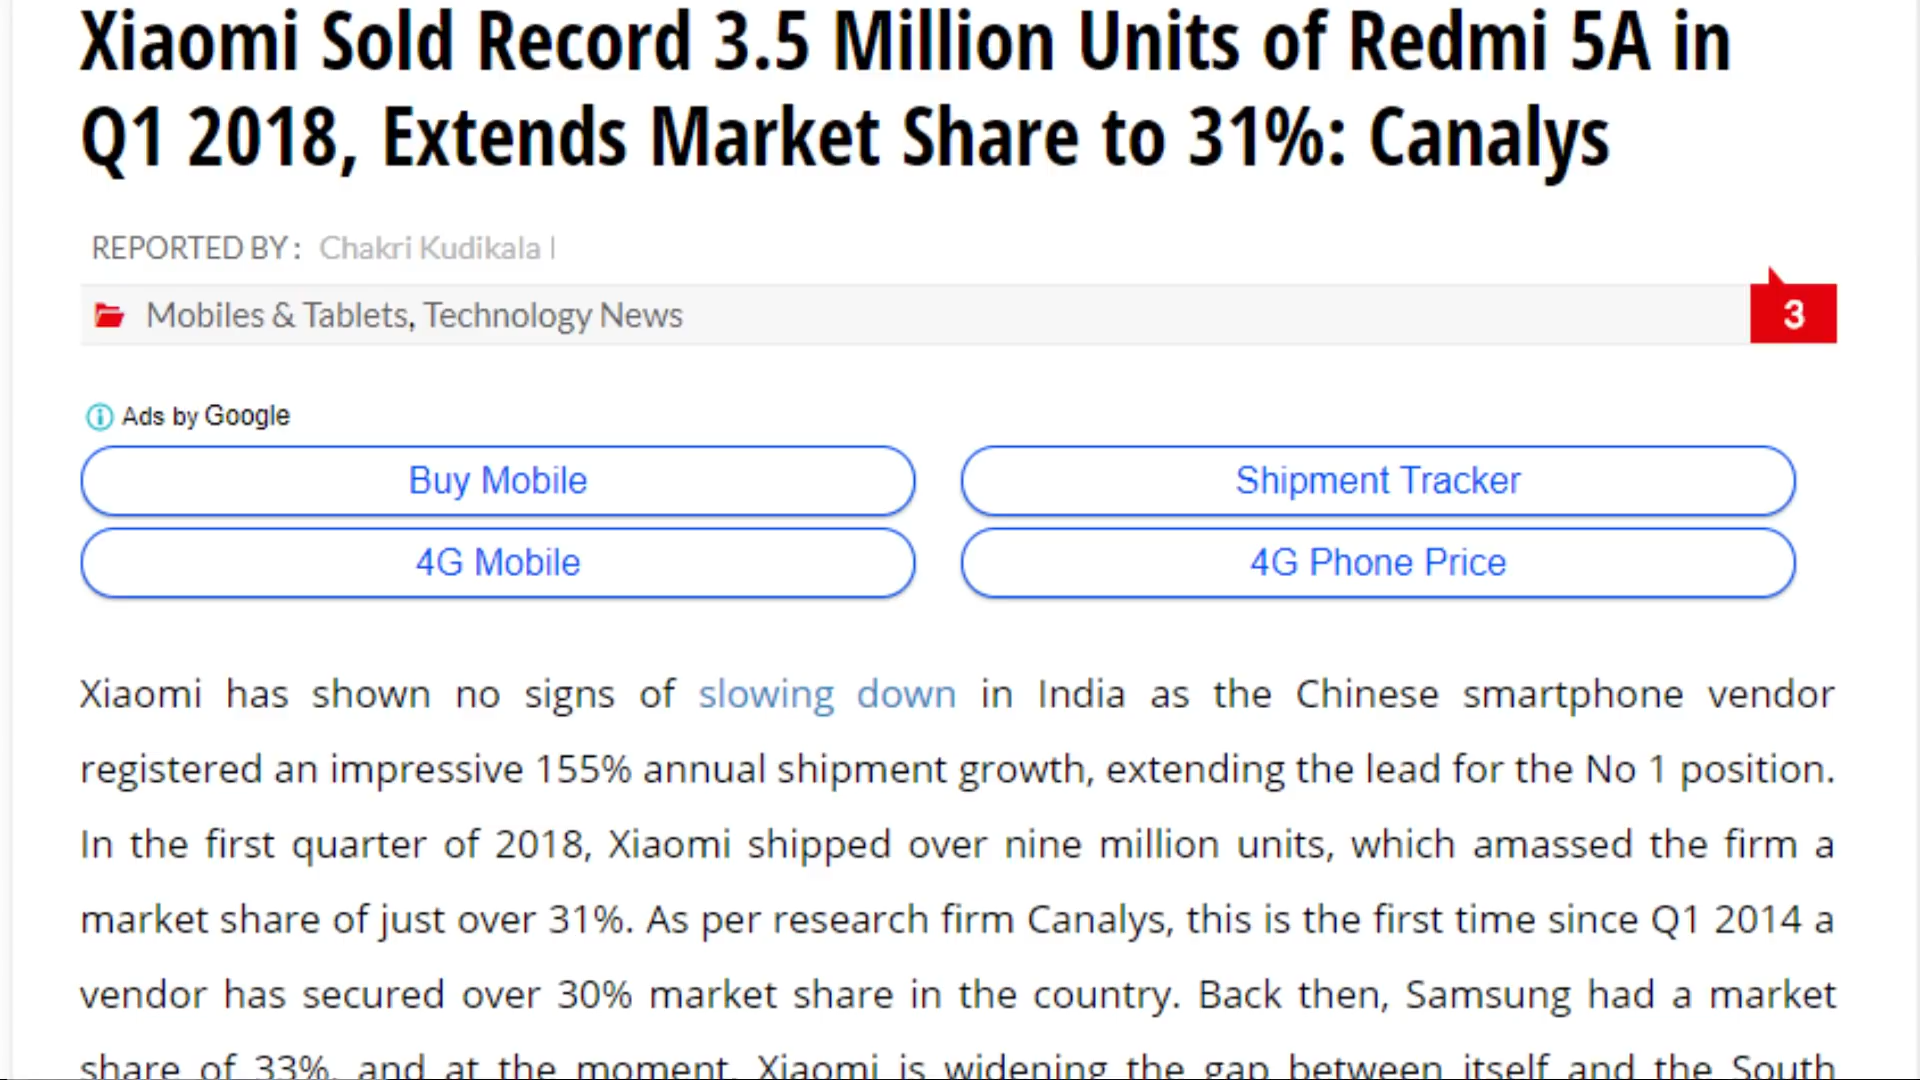 Xiaomi Sold Record 3.5 Million Units of Redmi 5A in
Q1 2018, Extends Market Share to 31%: Canalys
REPORTED BY : Chakri Kudikala |
Mobiles & Tablets, Technology News
3
Ads by Google
Buy Mobile
Shipment Tracker
4G Mobile
4G Phone Price
Xiaomi has shown no signs of slowing down in India as the Chinese smartphone vendor
registered an impressive 155% annual shipment growth, extending the lead for the No 1 position.
In the first quarter of 2018, Xiaomi shipped over nine million units, which amassed the firm a
market share of just over 31%. As per research firm Canalys, this is the first time since Q1 2014 a
vendor has secured over 30% market share in the country. Back then, Samsung had a market
share of 33%, and at the moment, Xiaomi is widening the gap between itself and the South